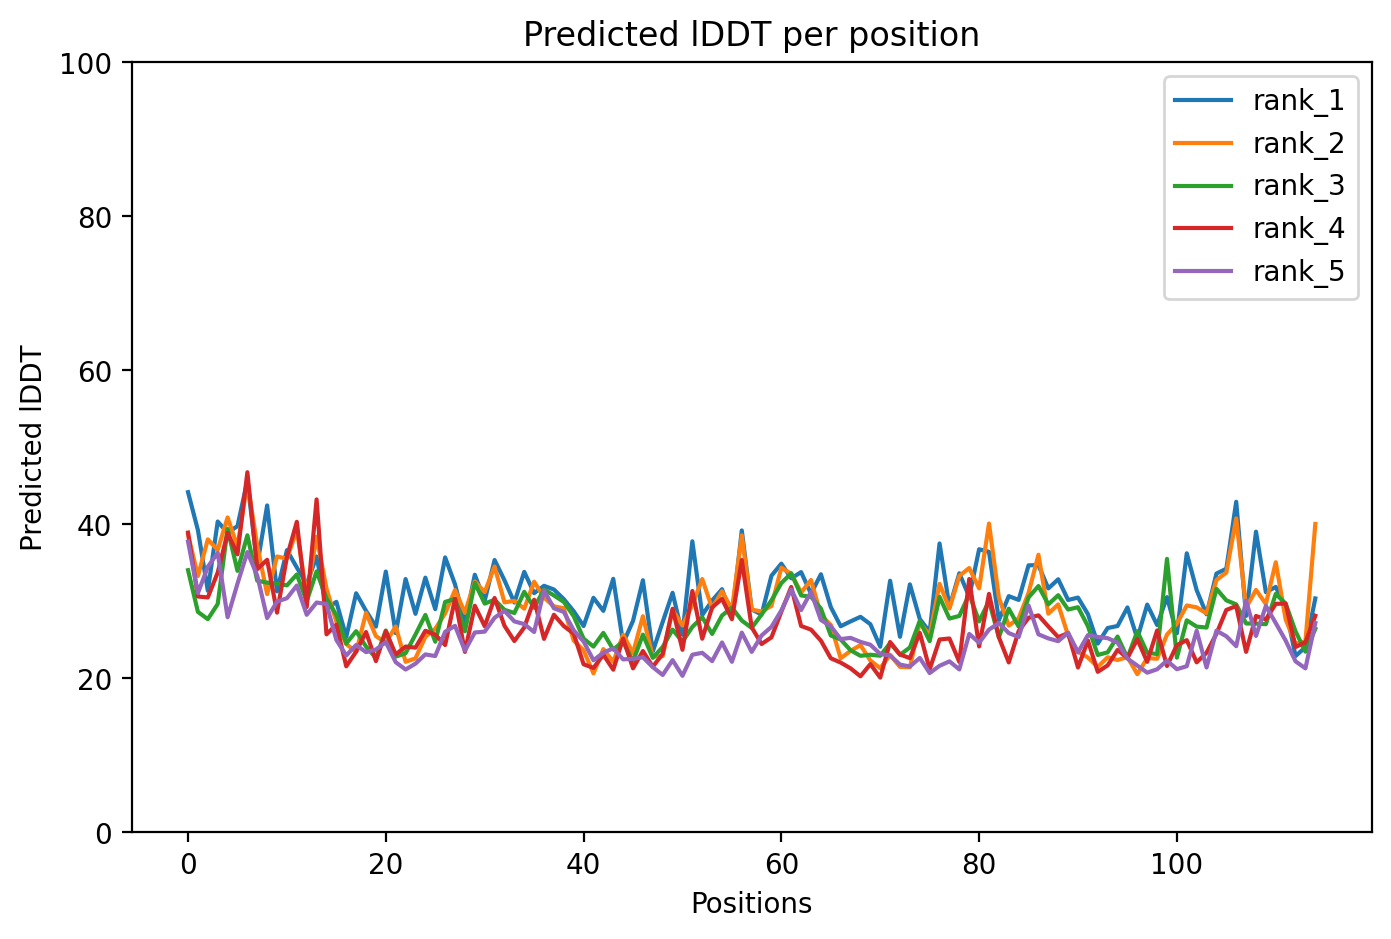 Predicted lDDT per position
100
80
60
40
20
0
Predicted lDDT
0 20 40 60 80 100
Positions
rank_1
rank_2
rank_3
rank_4
rank_5